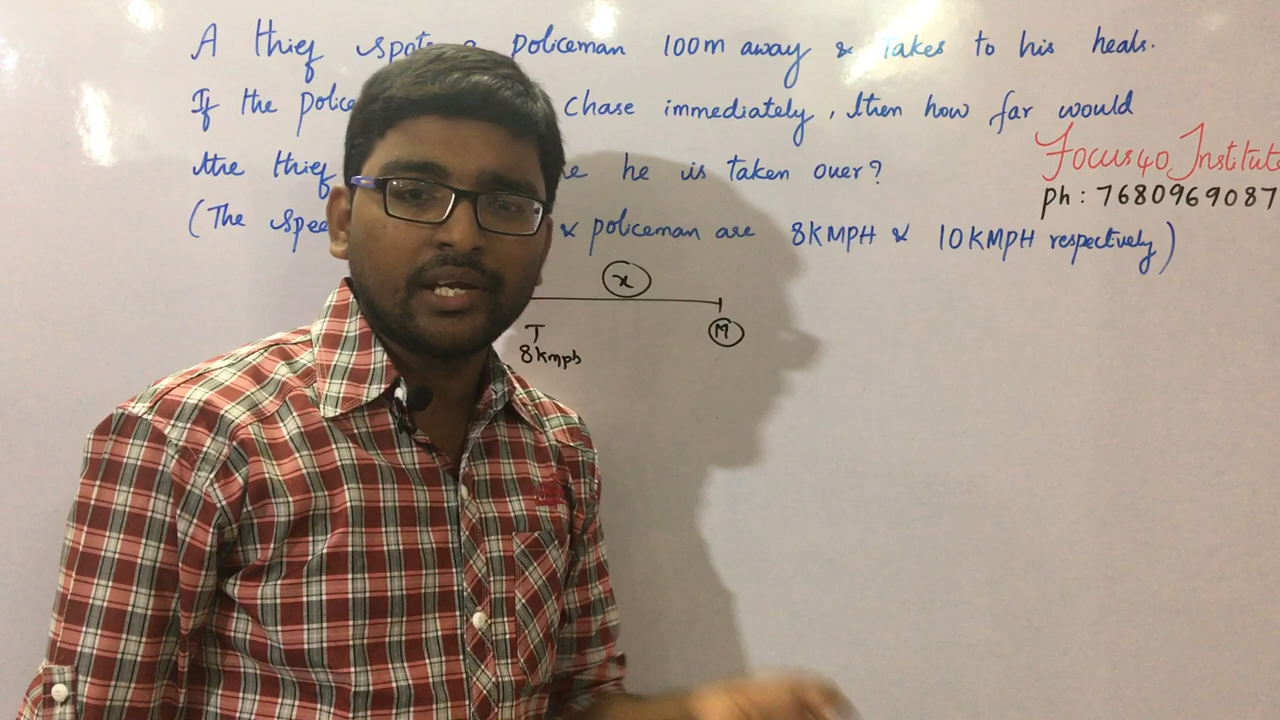 A thief spots a policeman 100m away & Takes to his heals.
If the police chase immediately, then how far would
the thief he is taken over?
(The spee & policeman are 8KMPH & 10KMPH respectively)
Focus40 Institute
ph : 7680969087
x
T M
8kmph